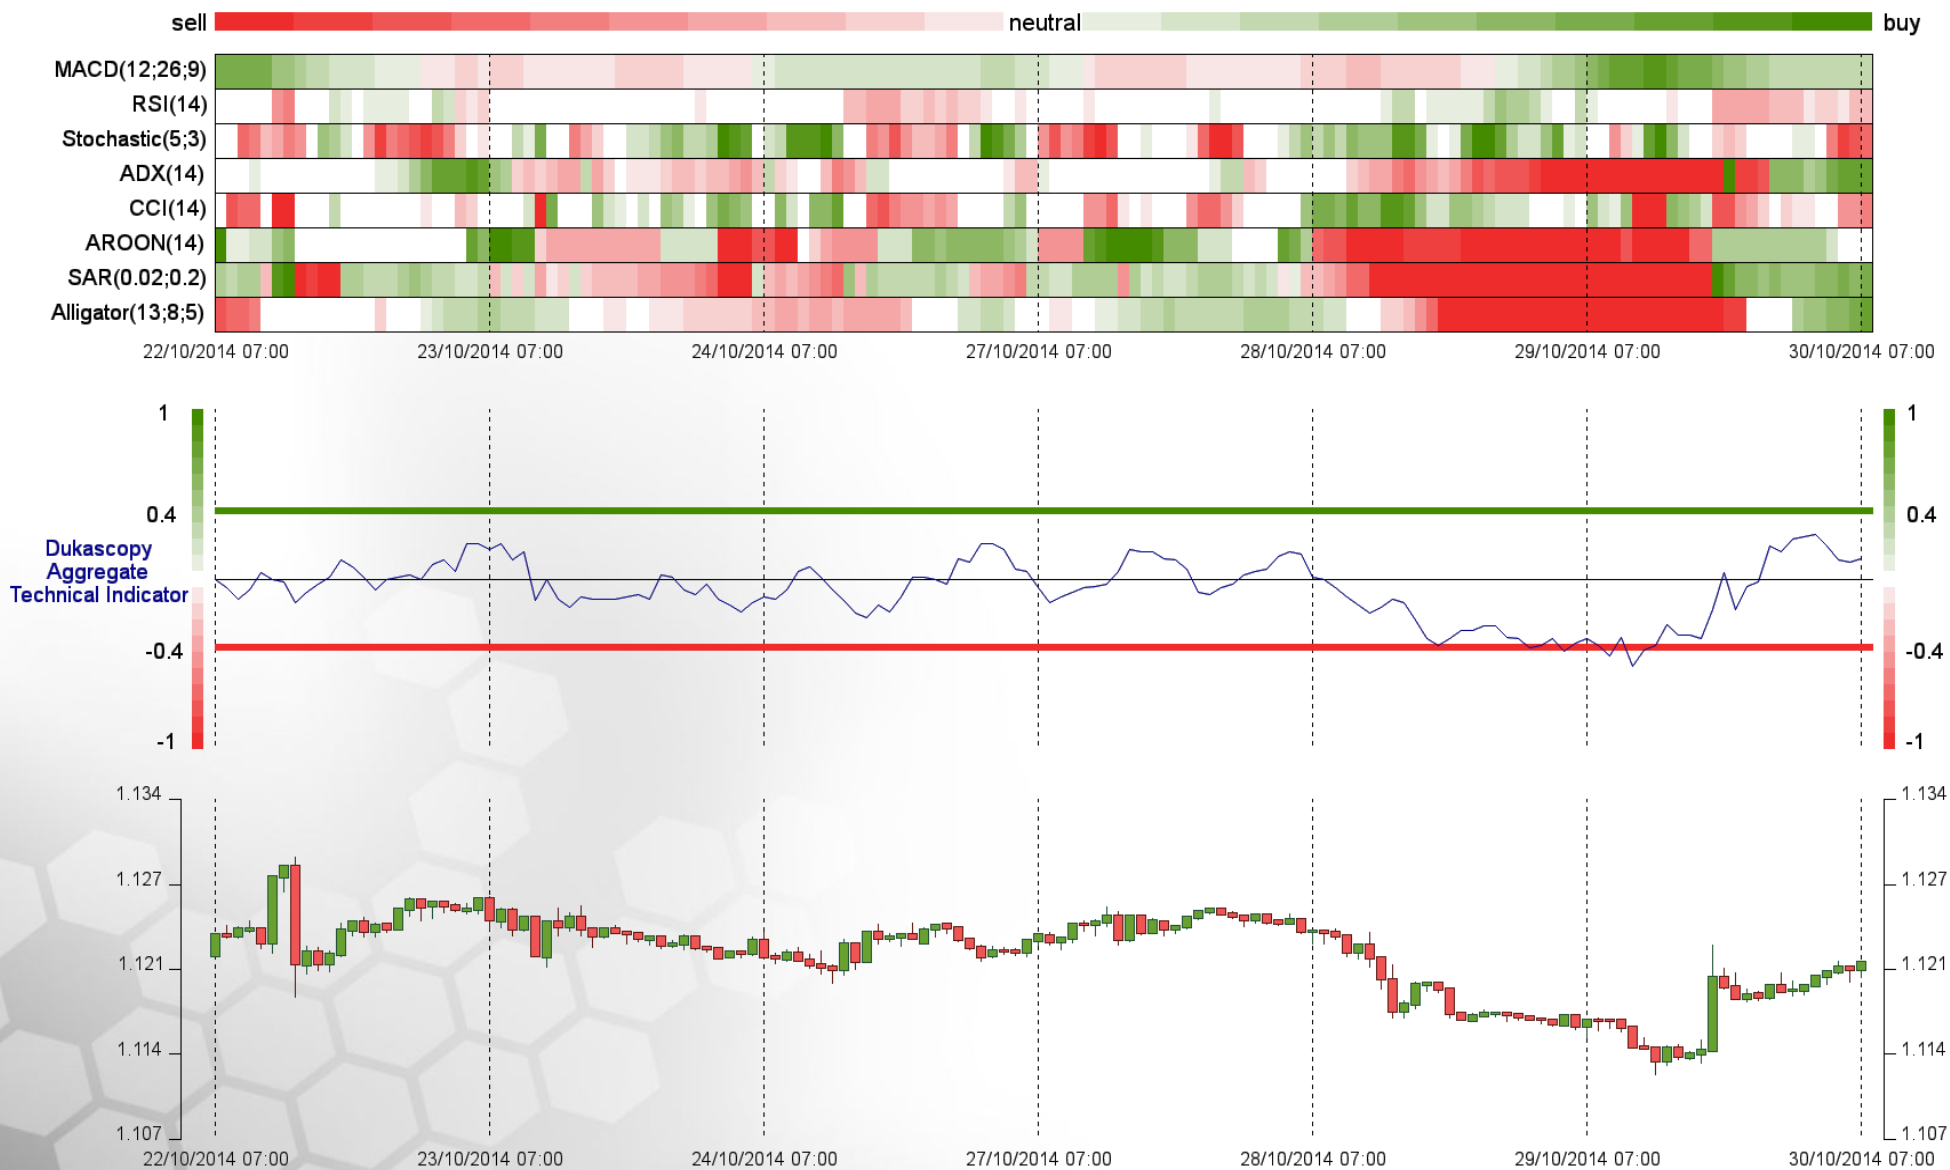 sell neutral buy
MACD(12;26;9)
RSI(14)
Stochastic(5;3)
ADX(14)
CCI(14)
AROON(14)
SAR(0.02;0.2)
Alligator(13;8;5)
22/10/2014 07:00 23/10/2014 07:00 24/10/2014 07:00 27/10/2014 07:00 28/10/2014 07:00 29/10/2014 07:00 30/10/2014 07:00
1 1
0.4 0.4
Dukascopy
Aggregate
Technical Indicator
-0.4 -0.4
-1 -1
1.134 1.134
1.127 1.127
1.121 1.121
1.114 1.114
1.107 1.107
22/10/2014 07:00 23/10/2014 07:00 24/10/2014 07:00 27/10/2014 07:00 28/10/2014 07:00 29/10/2014 07:00 30/10/2014 07:00